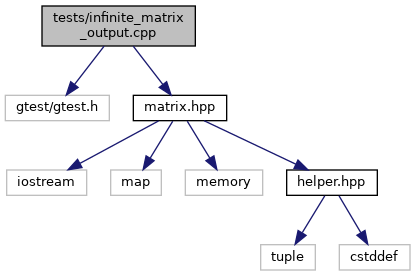 tests/infinite_matrix
_output.cpp
gtest/gtest.h
matrix.hpp
iostream
map
memory
helper.hpp
tuple
cstddef